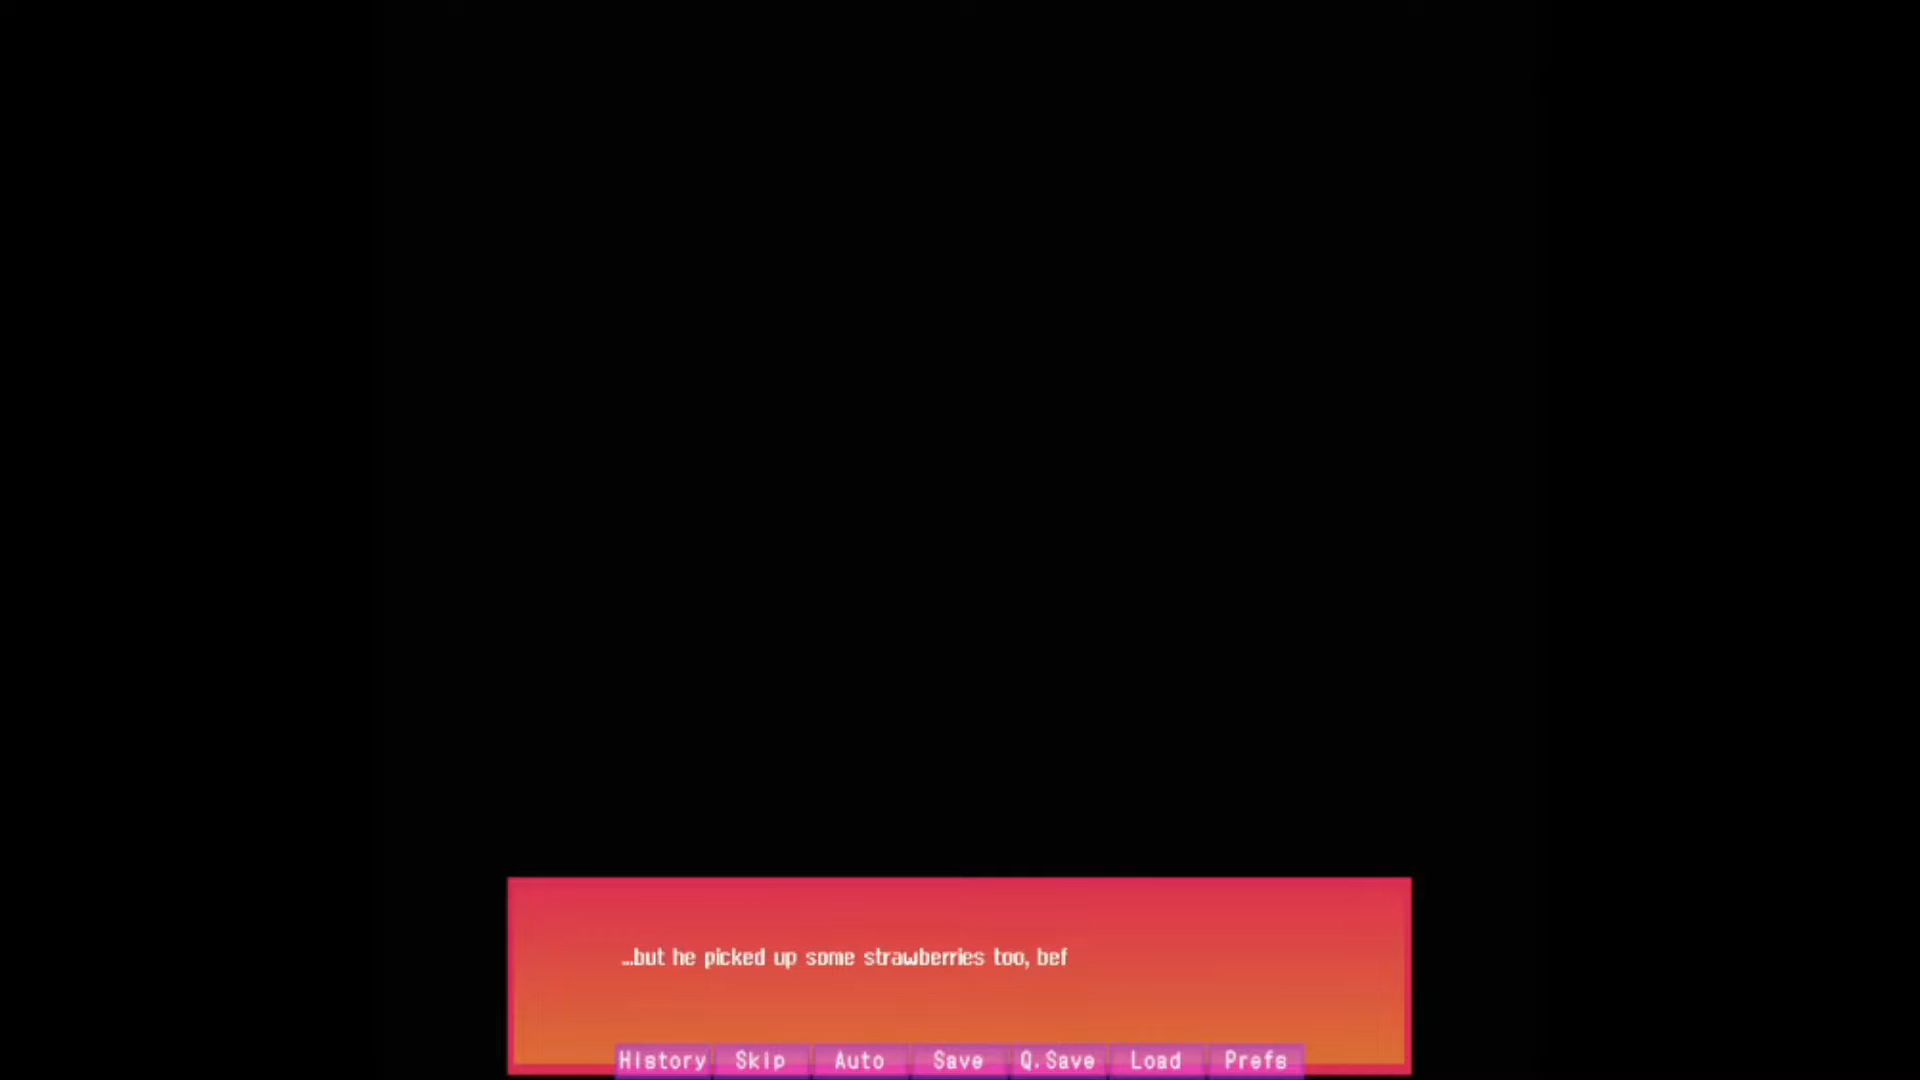 …but he picked up some strawberries too, bef
History Skip Auto Save Q.Save Load Prefs